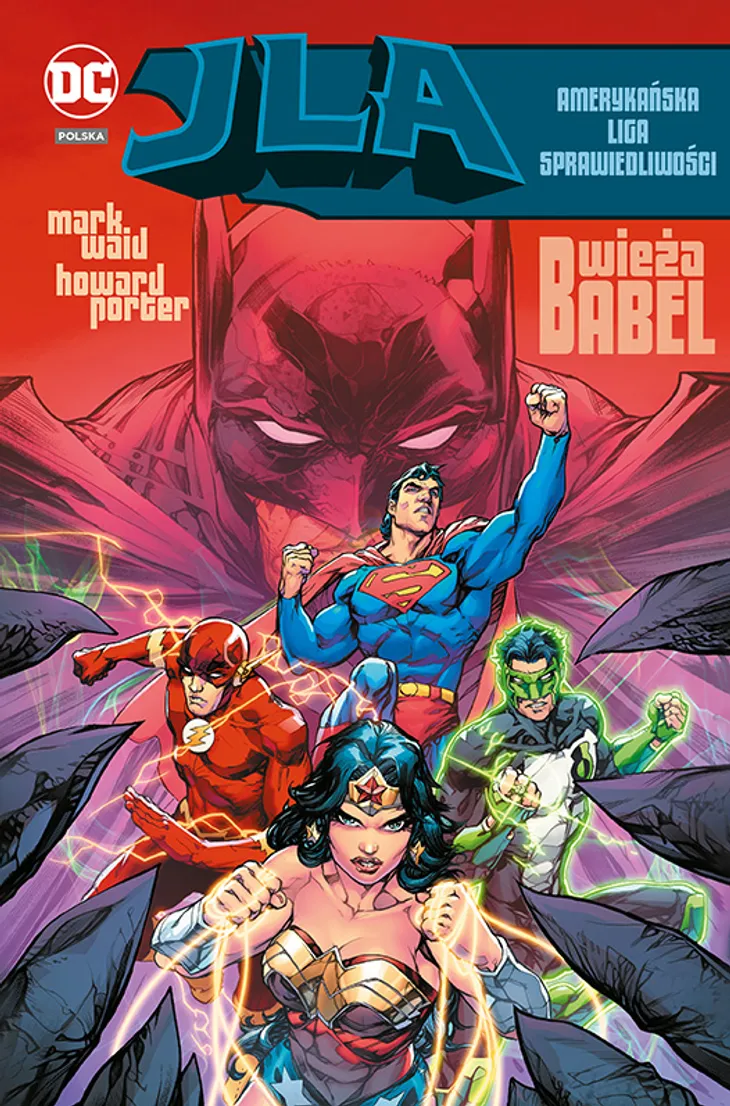 DC
POLSKA
JLA
AMERYKAŃSKA
LIGA
SPRAWIEDLIWOŚCI
mark
waid
howard
porter
wieża
BABEL